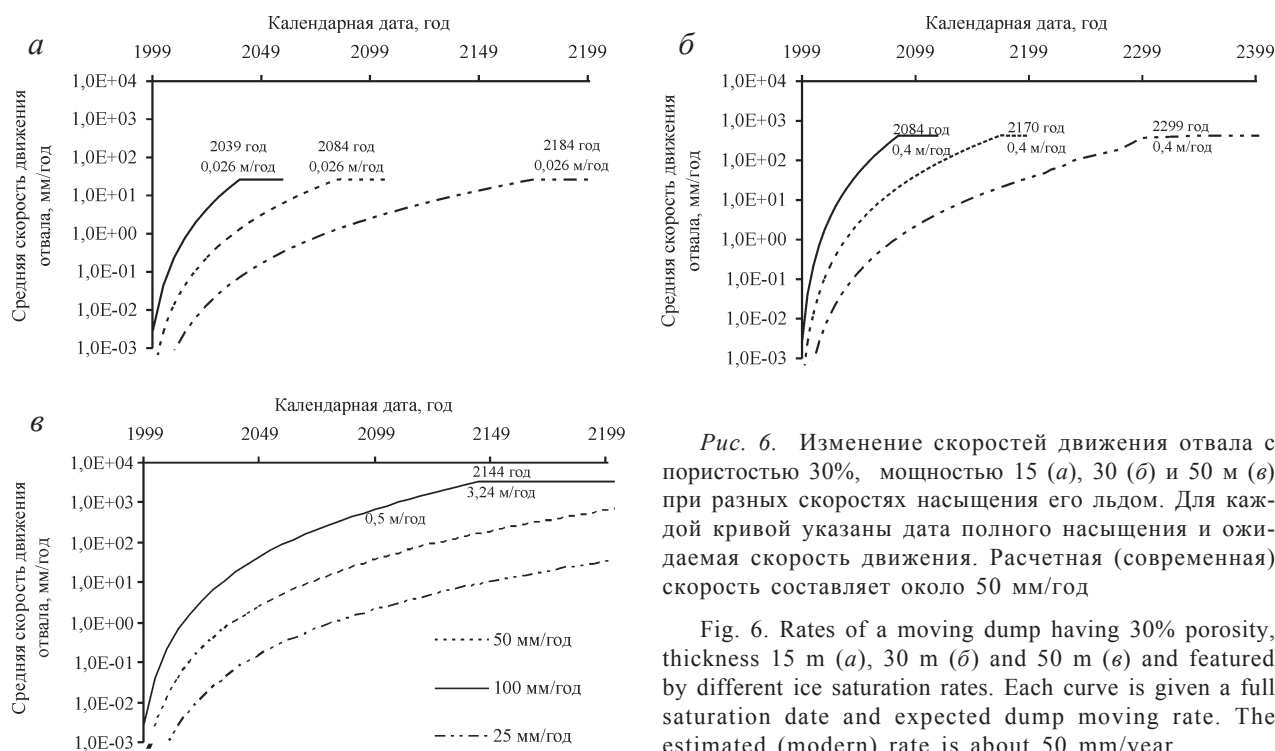 а
Календарная дата, год
1999 2049 2099 2149 2199
Средняя скорость движения
отвала, мм/год
1,0E+04
1,0E+03
1,0E+02
1,0E+01
1,0E+00
1,0E-01
1,0E-02
1,0E-03
2039 год
0,026 м/год
2084 год
0,026 м/год
2184 год
0,026 м/год
б
Календарная дата, год
1999 2099 2199 2299 2399
Средняя скорость движения
отвала, мм/год
1,0E+04
1,0E+03
1,0E+02
1,0E+01
1,0E+00
1,0E-01
1,0E-02
1,0E-03
2084 год
0,4 м/год
2170 год
0,4 м/год
2299 год
0,4 м/год
в
Календарная дата, год
1999 2049 2099 2149 2199
Средняя скорость движения
отвала, мм/год
1,0E+04
1,0E+03
1,0E+02
1,0E+01
1,0E+00
1,0E-01
1,0E-02
1,0E-03
2144 год
3,24 м/год
0,5 м/год
50 мм/год
100 мм/год
25 мм/год
Рис. 6. Изменение скоростей движения отвала с
пористостью 30%, мощностью 15 (а), 30 (б) и 50 м (в)
при разных скоростях насыщения его льдом. Для каж-
дой кривой указаны дата полного насыщения и ожи-
даемая скорость движения. Расчетная (современная)
скорость составляет около 50 мм/год
Fig. 6. Rates of a moving dump having 30% porosity,
thickness 15 m (а), 30 m (б) and 50 m (в) and featured
by different ice saturation rates. Each curve is given a full
saturation date and expected dump moving rate. The
estimated (modern) rate is about 50 mm/year